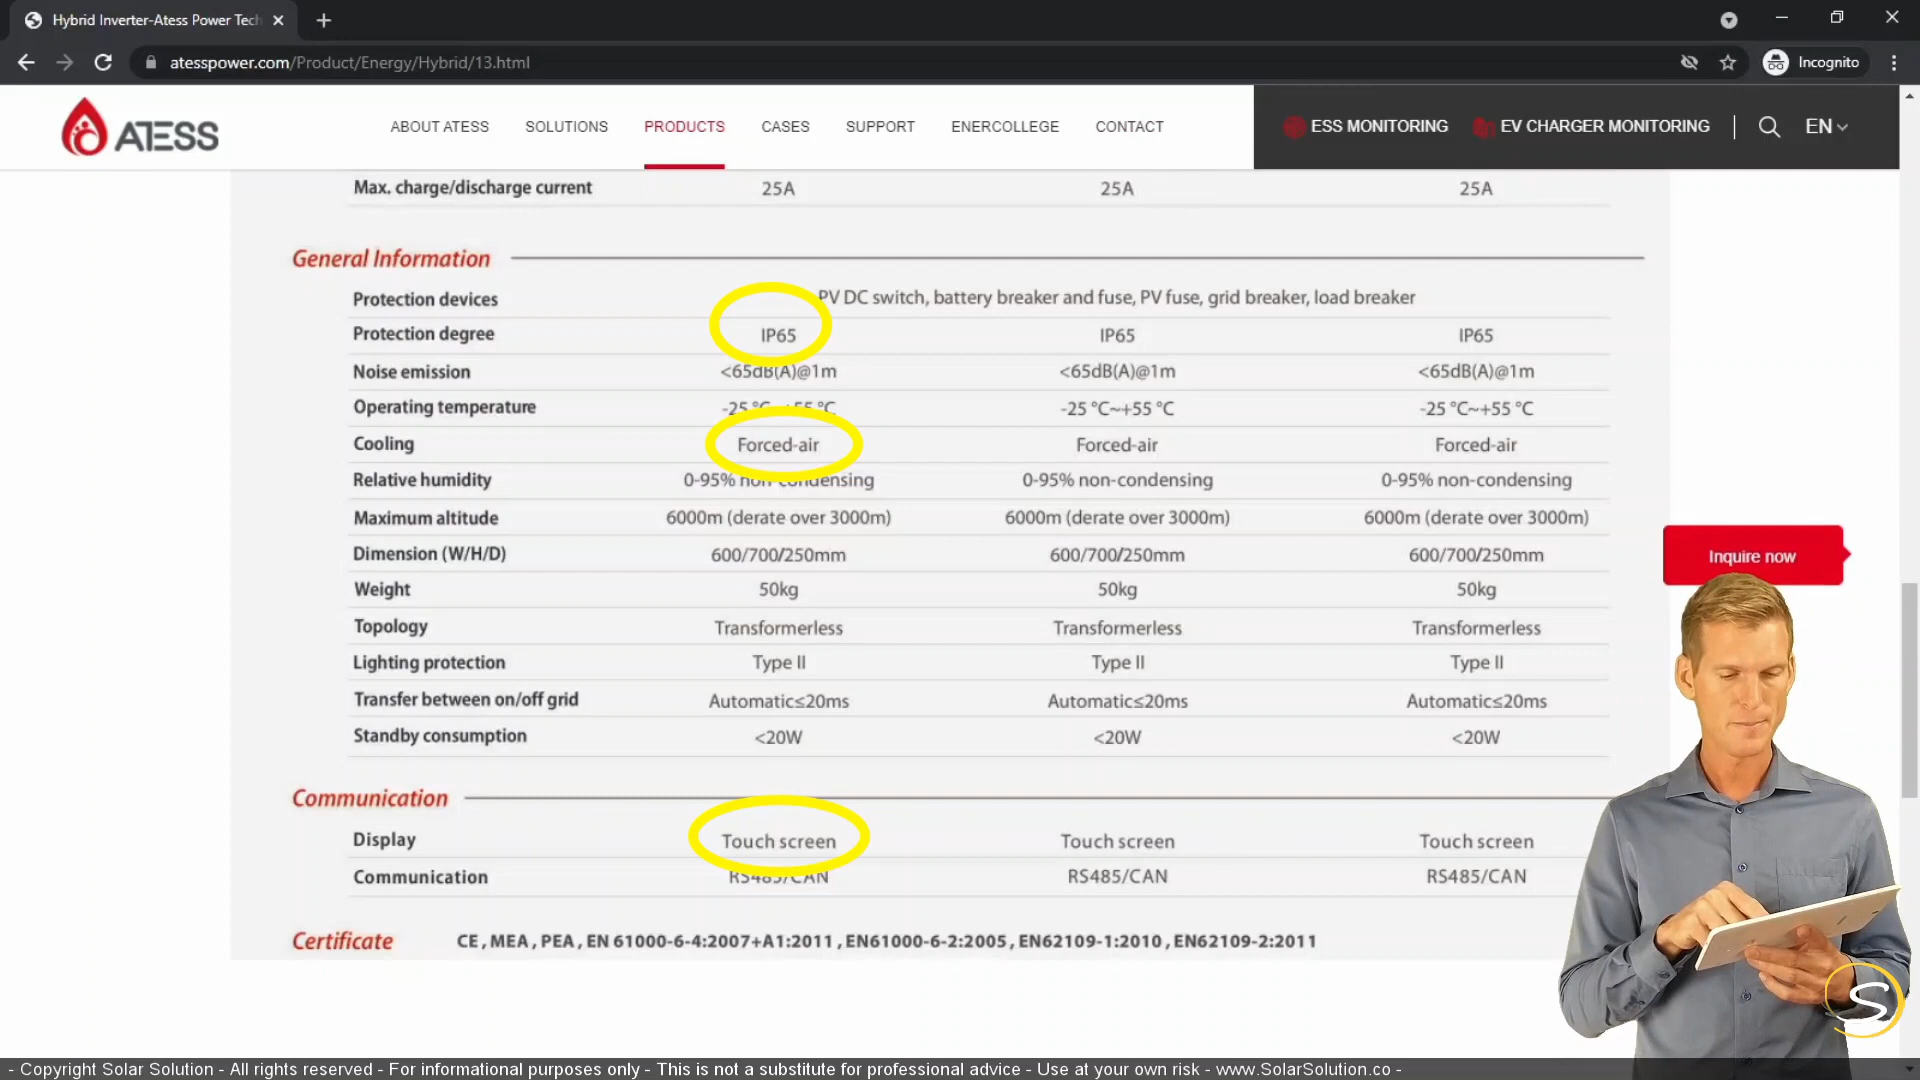 Hybrid Inverter-Atess Power Tech
atesspower.com/Product/Energy/Hybrid/13.html
Incognito
ATESS
ABOUT ATESS SOLUTIONS PRODUCTS CASES SUPPORT ENERCOLLEGE CONTACT
ESS MONITORING EV CHARGER MONITORING EN
Max. charge/discharge current 25A 25A 25A
General Information
Protection devices PV DC switch, battery breaker and fuse, PV fuse, grid breaker, load breaker
Protection degree IP65 IP65 IP65
Noise emission <65dB(A)@1m <65dB(A)@1m <65dB(A)@1m
Operating temperature -25 °C~+55 °C -25 °C~+55 °C -25 °C~+55 °C
Cooling Forced-air Forced-air Forced-air
Relative humidity 0-95% non-condensing 0-95% non-condensing 0-95% non-condensing
Maximum altitude 6000m (derate over 3000m) 6000m (derate over 3000m) 6000m (derate over 3000m)
Dimension (W/H/D) 600/700/250mm 600/700/250mm 600/700/250mm
Inquire now
Weight 50kg 50kg 50kg
Topology Transformerless Transformerless Transformerless
Lighting protection Type II Type II Type II
Transfer between on/off grid Automatic≤20ms Automatic≤20ms Automatic≤20ms
Standby consumption <20W <20W <20W
Communication
Display Touch screen Touch screen Touch screen
Communication RS485/CAN RS485/CAN RS485/CAN
Certificate CE , MEA , PEA , EN 61000-6-4:2007+A1:2011 , EN61000-6-2:2005 , EN62109-1:2010 , EN62109-2:2011
S
- Copyright Solar Solution - All rights reserved - For informational purposes only - This is not a substitute for professional advice - Use at your own risk - www.SolarSolution.co -